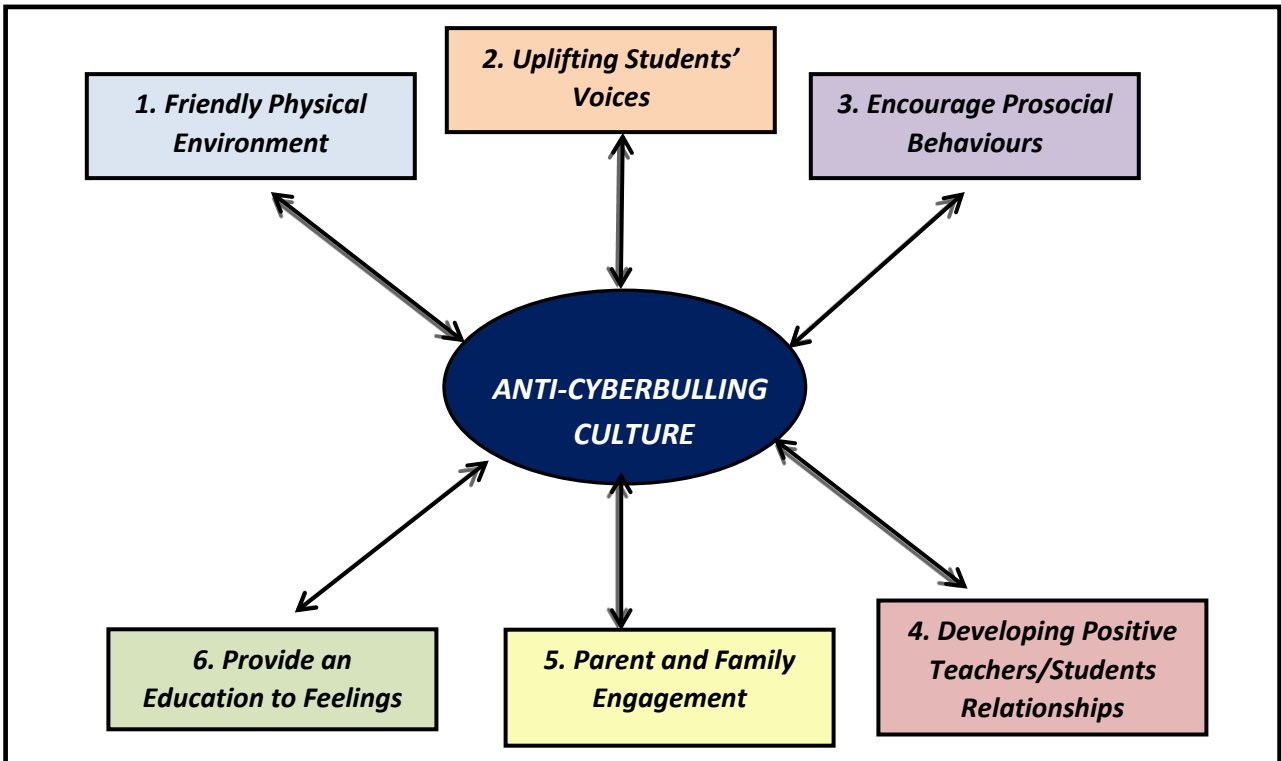 1. Friendly Physical
Environment
2. Uplifting Students’
Voices
3. Encourage Prosocial
Behaviours
ANTI-CYBERBULLING
CULTURE
6. Provide an
Education to Feelings
5. Parent and Family
Engagement
4. Developing Positive
Teachers/Students
Relationships